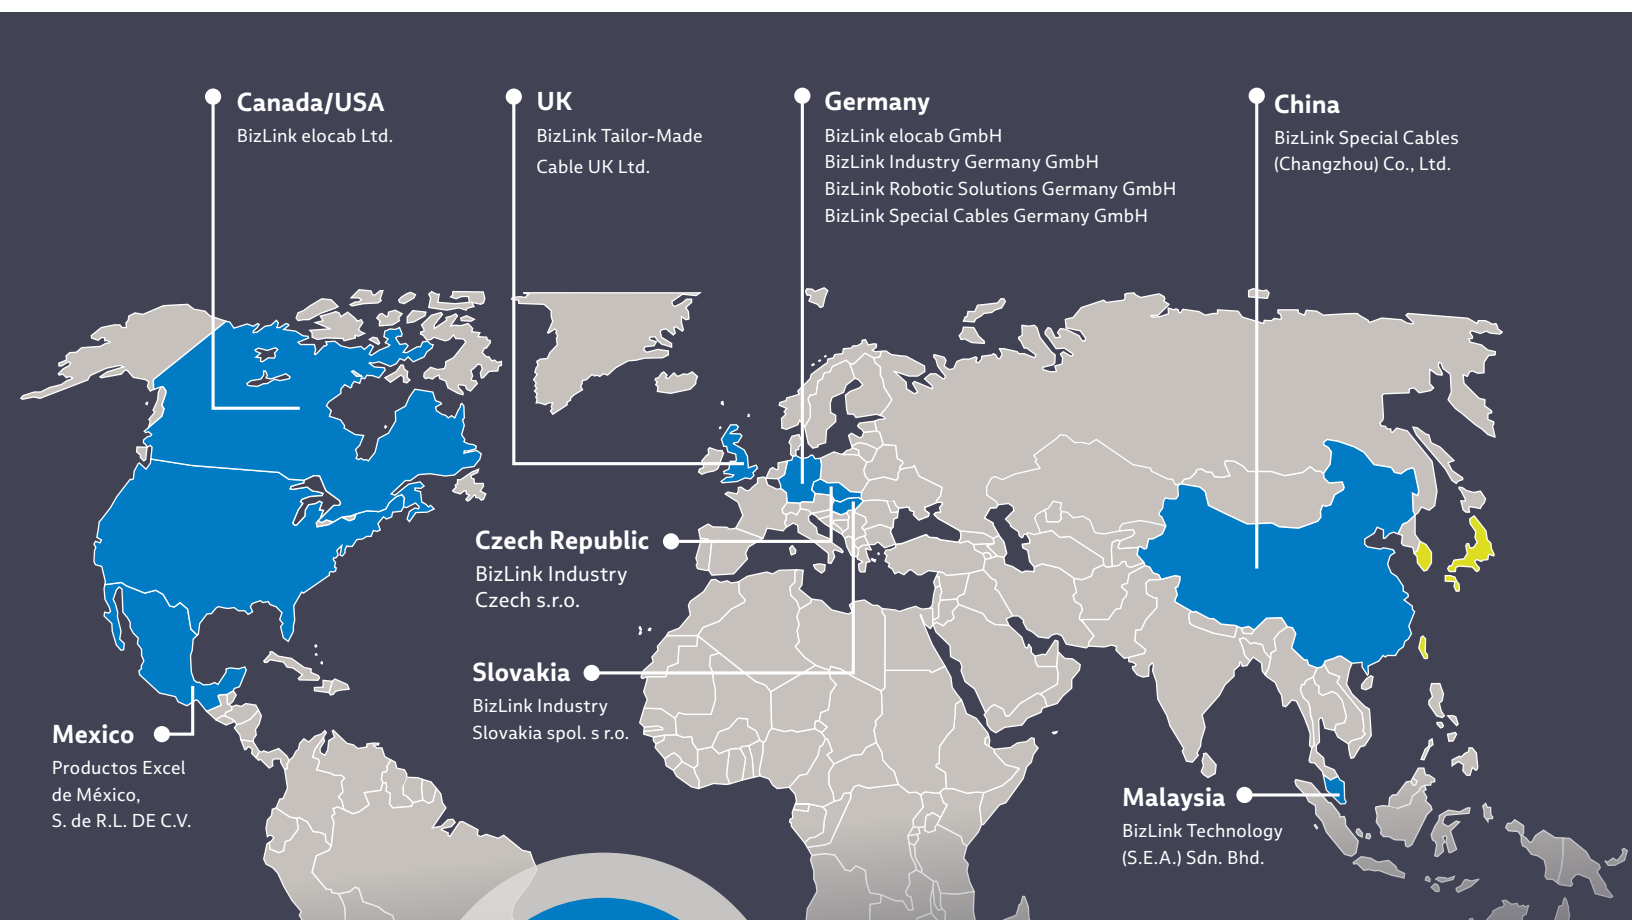 Canada/USA
BizLink elocab Ltd.
UK
BizLink Tailor-Made
Cable UK Ltd.
Germany
BizLink elocab GmbH
BizLink Industry Germany GmbH
BizLink Robotic Solutions Germany GmbH
BizLink Special Cables Germany GmbH
China
BizLink Special Cables
(Changzhou) Co., Ltd.
Czech Republic
BizLink Industry
Czech s.r.o.
Slovakia
BizLink Industry
Slovakia spol. s r.o.
Mexico
Productos Excel
de México,
S. de R.L. DE C.V.
Malaysia
BizLink Technology
(S.E.A.) Sdn. Bhd.